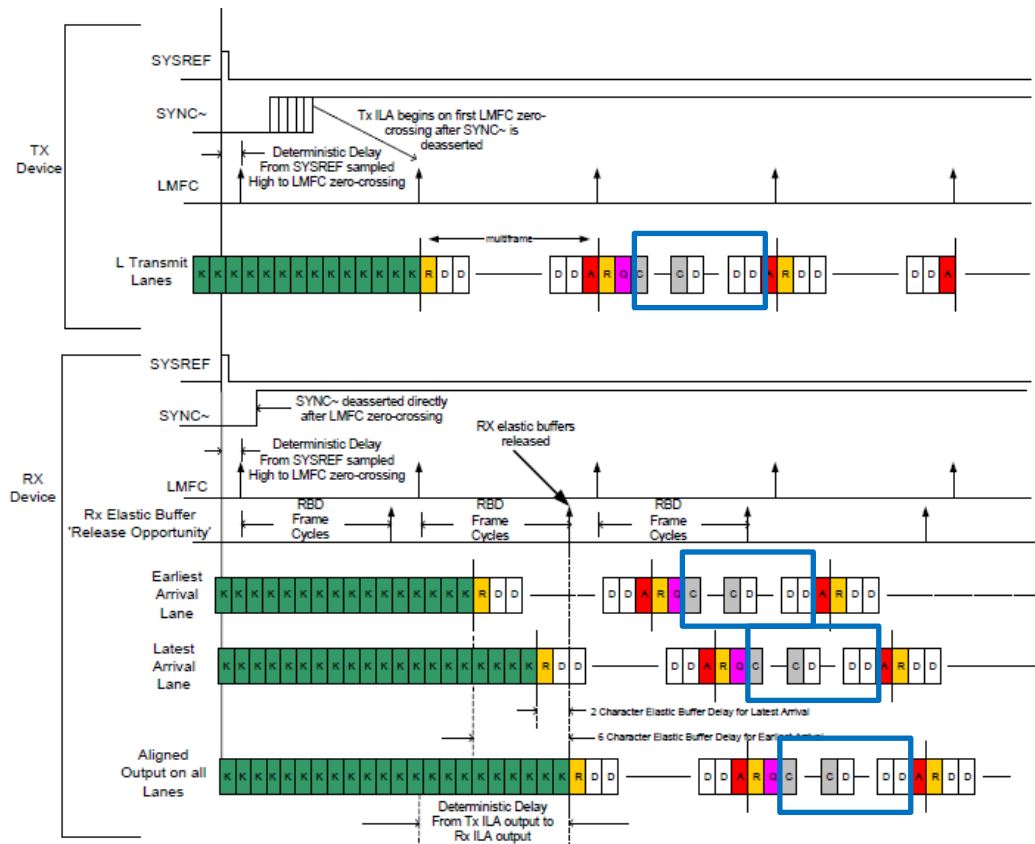 SYSREF
SYNC~
Tx ILA begins on first LMFC zero-
crossing after SYNC~ is
deasserted
TX
Device
Deterministic Delay
From SYSREF sampled
High to LMFC zero-crossing
LMFC
multiframe
L Transmit
Lanes
K K K K K K K K K K K K K K R D D D D A R Q C C D D D A R D D D D A
SYSREF
SYNC~
SYNC~ deasserted directly
after LMFC zero-crossing
RX elastic buffers
released
Deterministic Delay
From SYSREF sampled
High to LMFC zero-crossing
RX
Device
LMFC
Rx Elastic Buffer
'Release Opportunity'
RBD
Frame
Cycles
RBD
Frame
Cycles
RBD
Frame
Cycles
Earliest
Arrival
Lane
K K K K K K K K K K K K K K K K R D D D D A R Q C C D D D A R D D
Latest
Arrival
Lane
K K K K K K K K K K K K K K K K K K K K R D D D D A R Q C C D D D A R D D
2 Character Elastic Buffer Delay for Latest Arrival
6 Character Elastic Buffer Delay for Earliest Arrival
Aligned
Output on all
Lanes
K K K K K K K K K K K K K K K K K K K K K K R D D D D A R Q C C D D D A R D D
Deterministic Delay
From Tx ILA output to
Rx ILA output